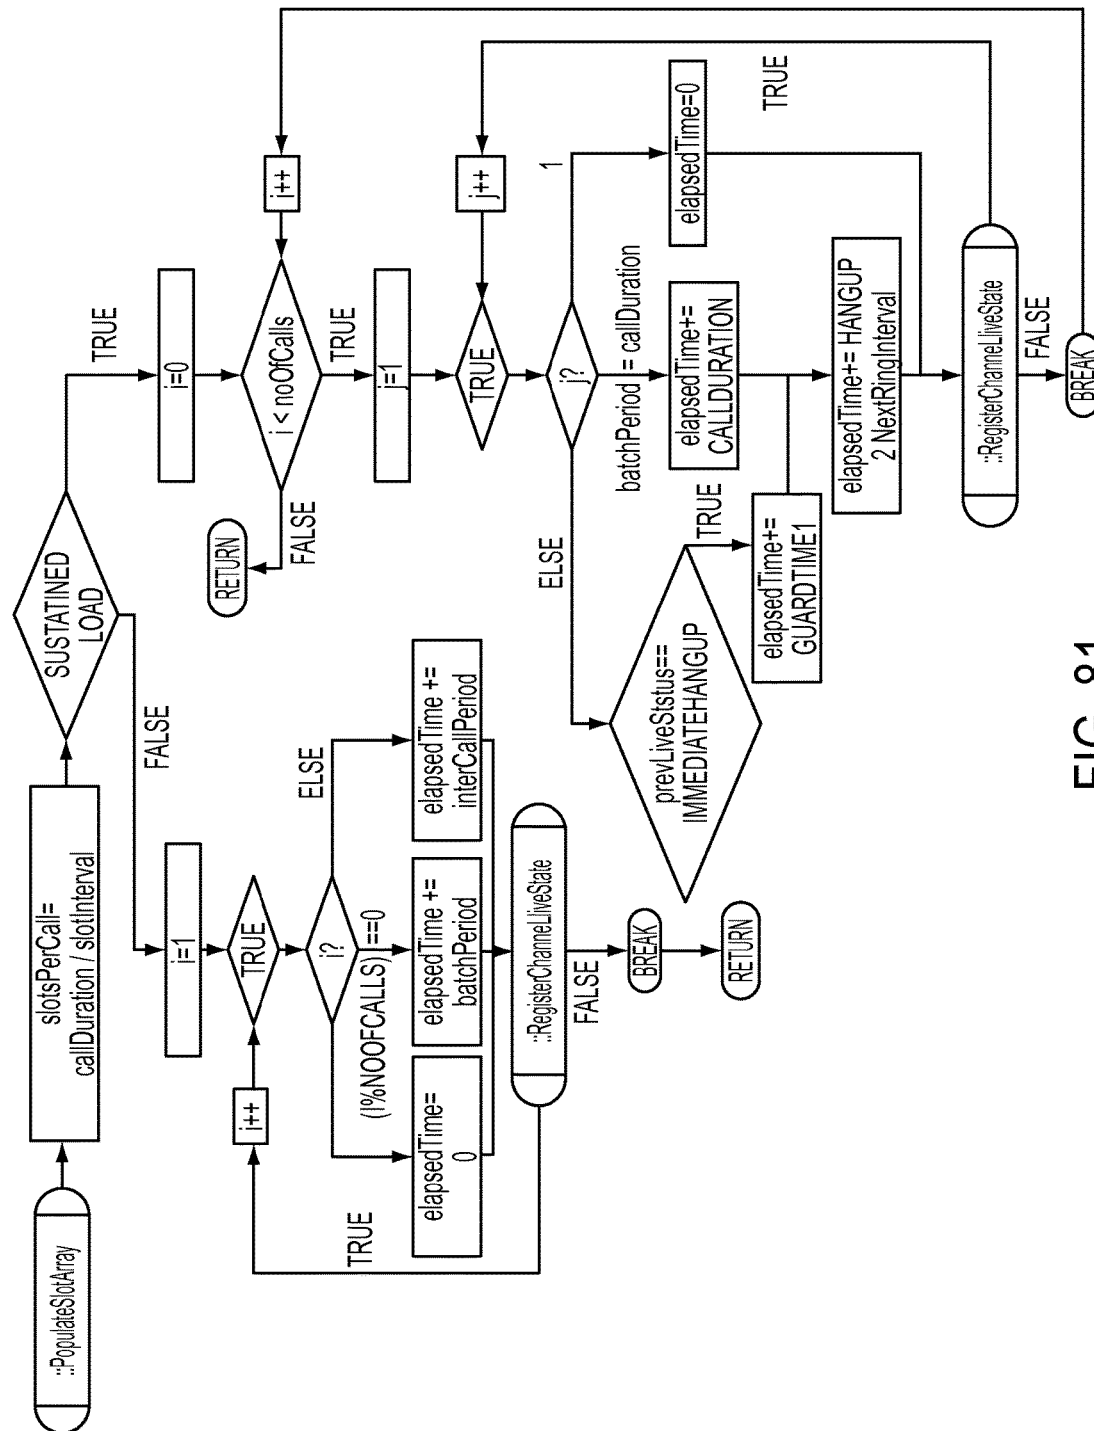 ::PopulateSlotArray
slotsPerCall=
callDuration / slotInterval
SUSTATINED
LOAD
TRUE
FALSE
i=0
i++
i < noOfCalls
FALSE
RETURN
TRUE
j=1
j++
TRUE
j?
1
ELSE
batchPeriod = callDuration
elapsedTime=0
elapsedTime+=
CALLDURATION
prevLiveStstus==
IMMEDIATEHANGUP
TRUE
elapsedTime+=
GUARDTIME1
elapsedTime+= HANGUP
2 NextRingInterval
::RegisterChannelLiveState
TRUE
FALSE
BREAK
i=1
i++
TRUE
i?
ELSE
(I%NOOFCALLS) ==0
elapsedTime=
0
elapsedTime +=
batchPeriod
elapsedTime +=
interCallPeriod
::RegisterChanneLliveState
TRUE
FALSE
BREAK
RETURN